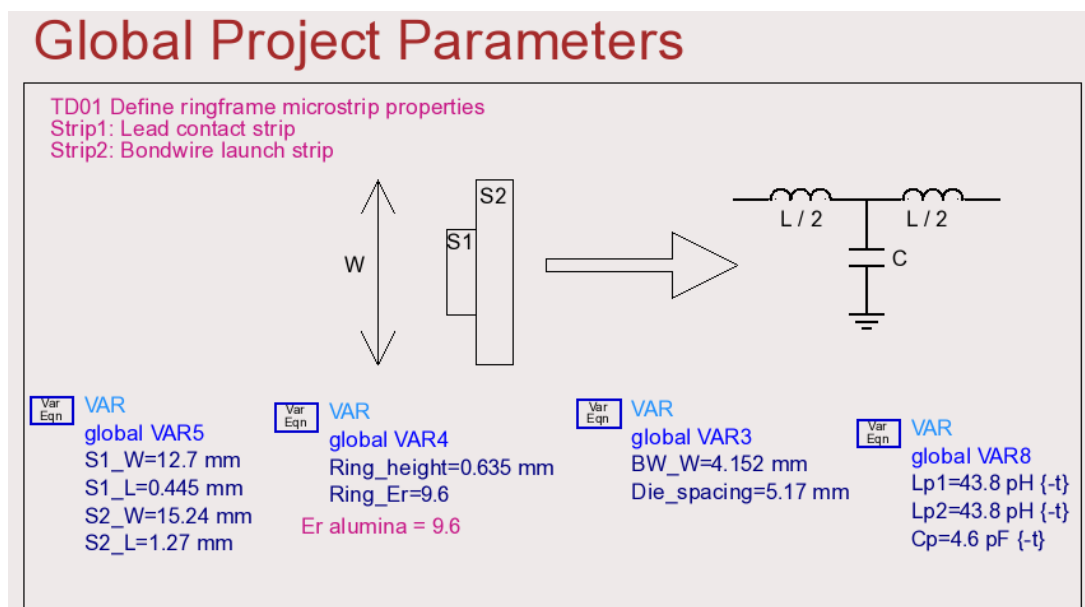 Global Project Parameters
TD01 Define ringframe microstrip properties
Strip1: Lead contact strip
Strip2: Bondwire launch strip
W
S1
S2
L / 2
L / 2
C
Var
Eqn
VAR
global VAR5
S1_W=12.7 mm
S1_L=0.445 mm
S2_W=15.24 mm
S2_L=1.27 mm
Var
Eqn
VAR
global VAR4
Ring_height=0.635 mm
Ring_Er=9.6
Er alumina = 9.6
Var
Eqn
VAR
global VAR3
BW_W=4.152 mm
Die_spacing=5.17 mm
Var
Eqn
VAR
global VAR8
Lp1=43.8 pH {-t}
Lp2=43.8 pH {-t}
Cp=4.6 pF {-t}